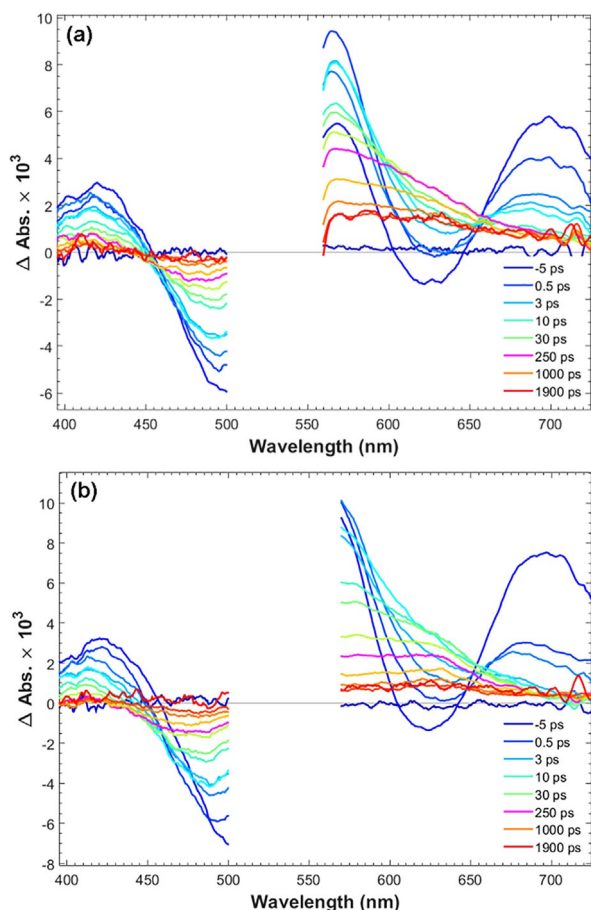 (a)
10
8
6
4
2
0
-2
-4
-6
Δ Abs. × 10³
-5 ps
0.5 ps
3 ps
10 ps
30 ps
250 ps
1000 ps
1900 ps
400 450 500 550 600 650 700
Wavelength (nm)
(b)
10
8
6
4
2
0
-2
-4
-6
-8
Δ Abs. × 10³
-5 ps
0.5 ps
3 ps
10 ps
30 ps
250 ps
1000 ps
1900 ps
400 450 500 550 600 650 700
Wavelength (nm)